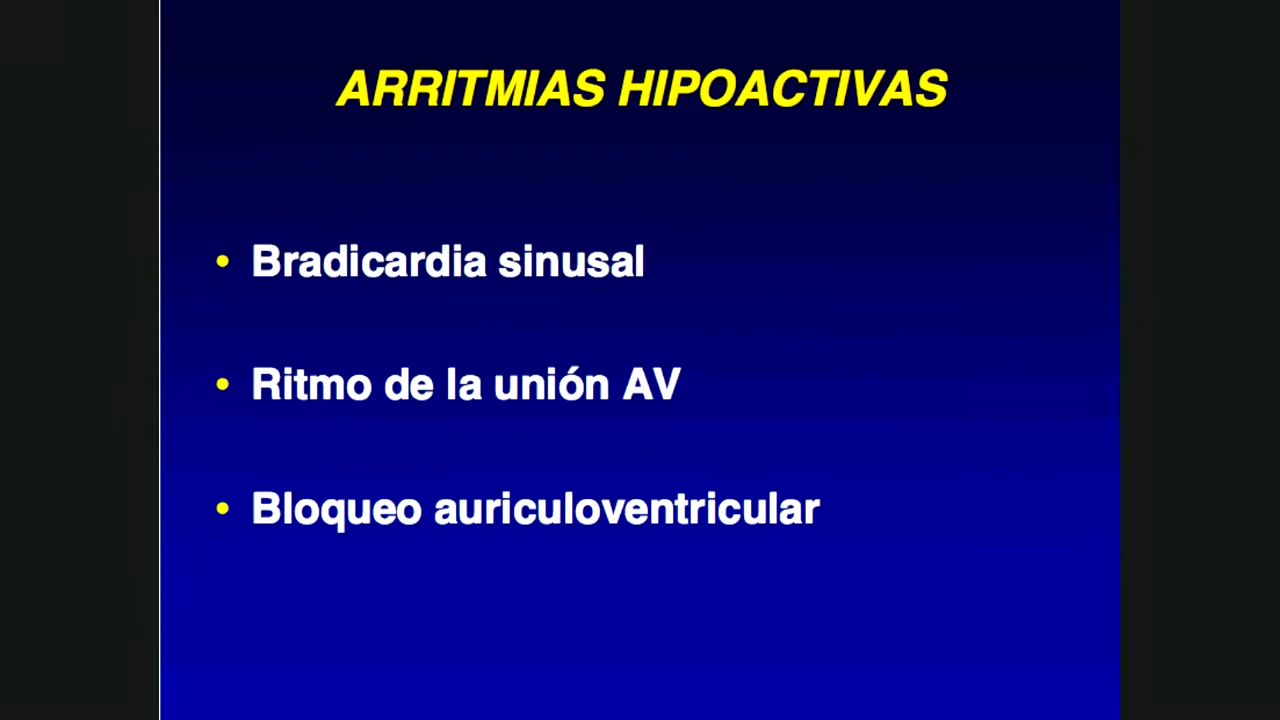 ARRITMIAS HIPOACTIVAS
• Bradicardia sinusal
• Ritmo de la unión AV
• Bloqueo auriculoventricular